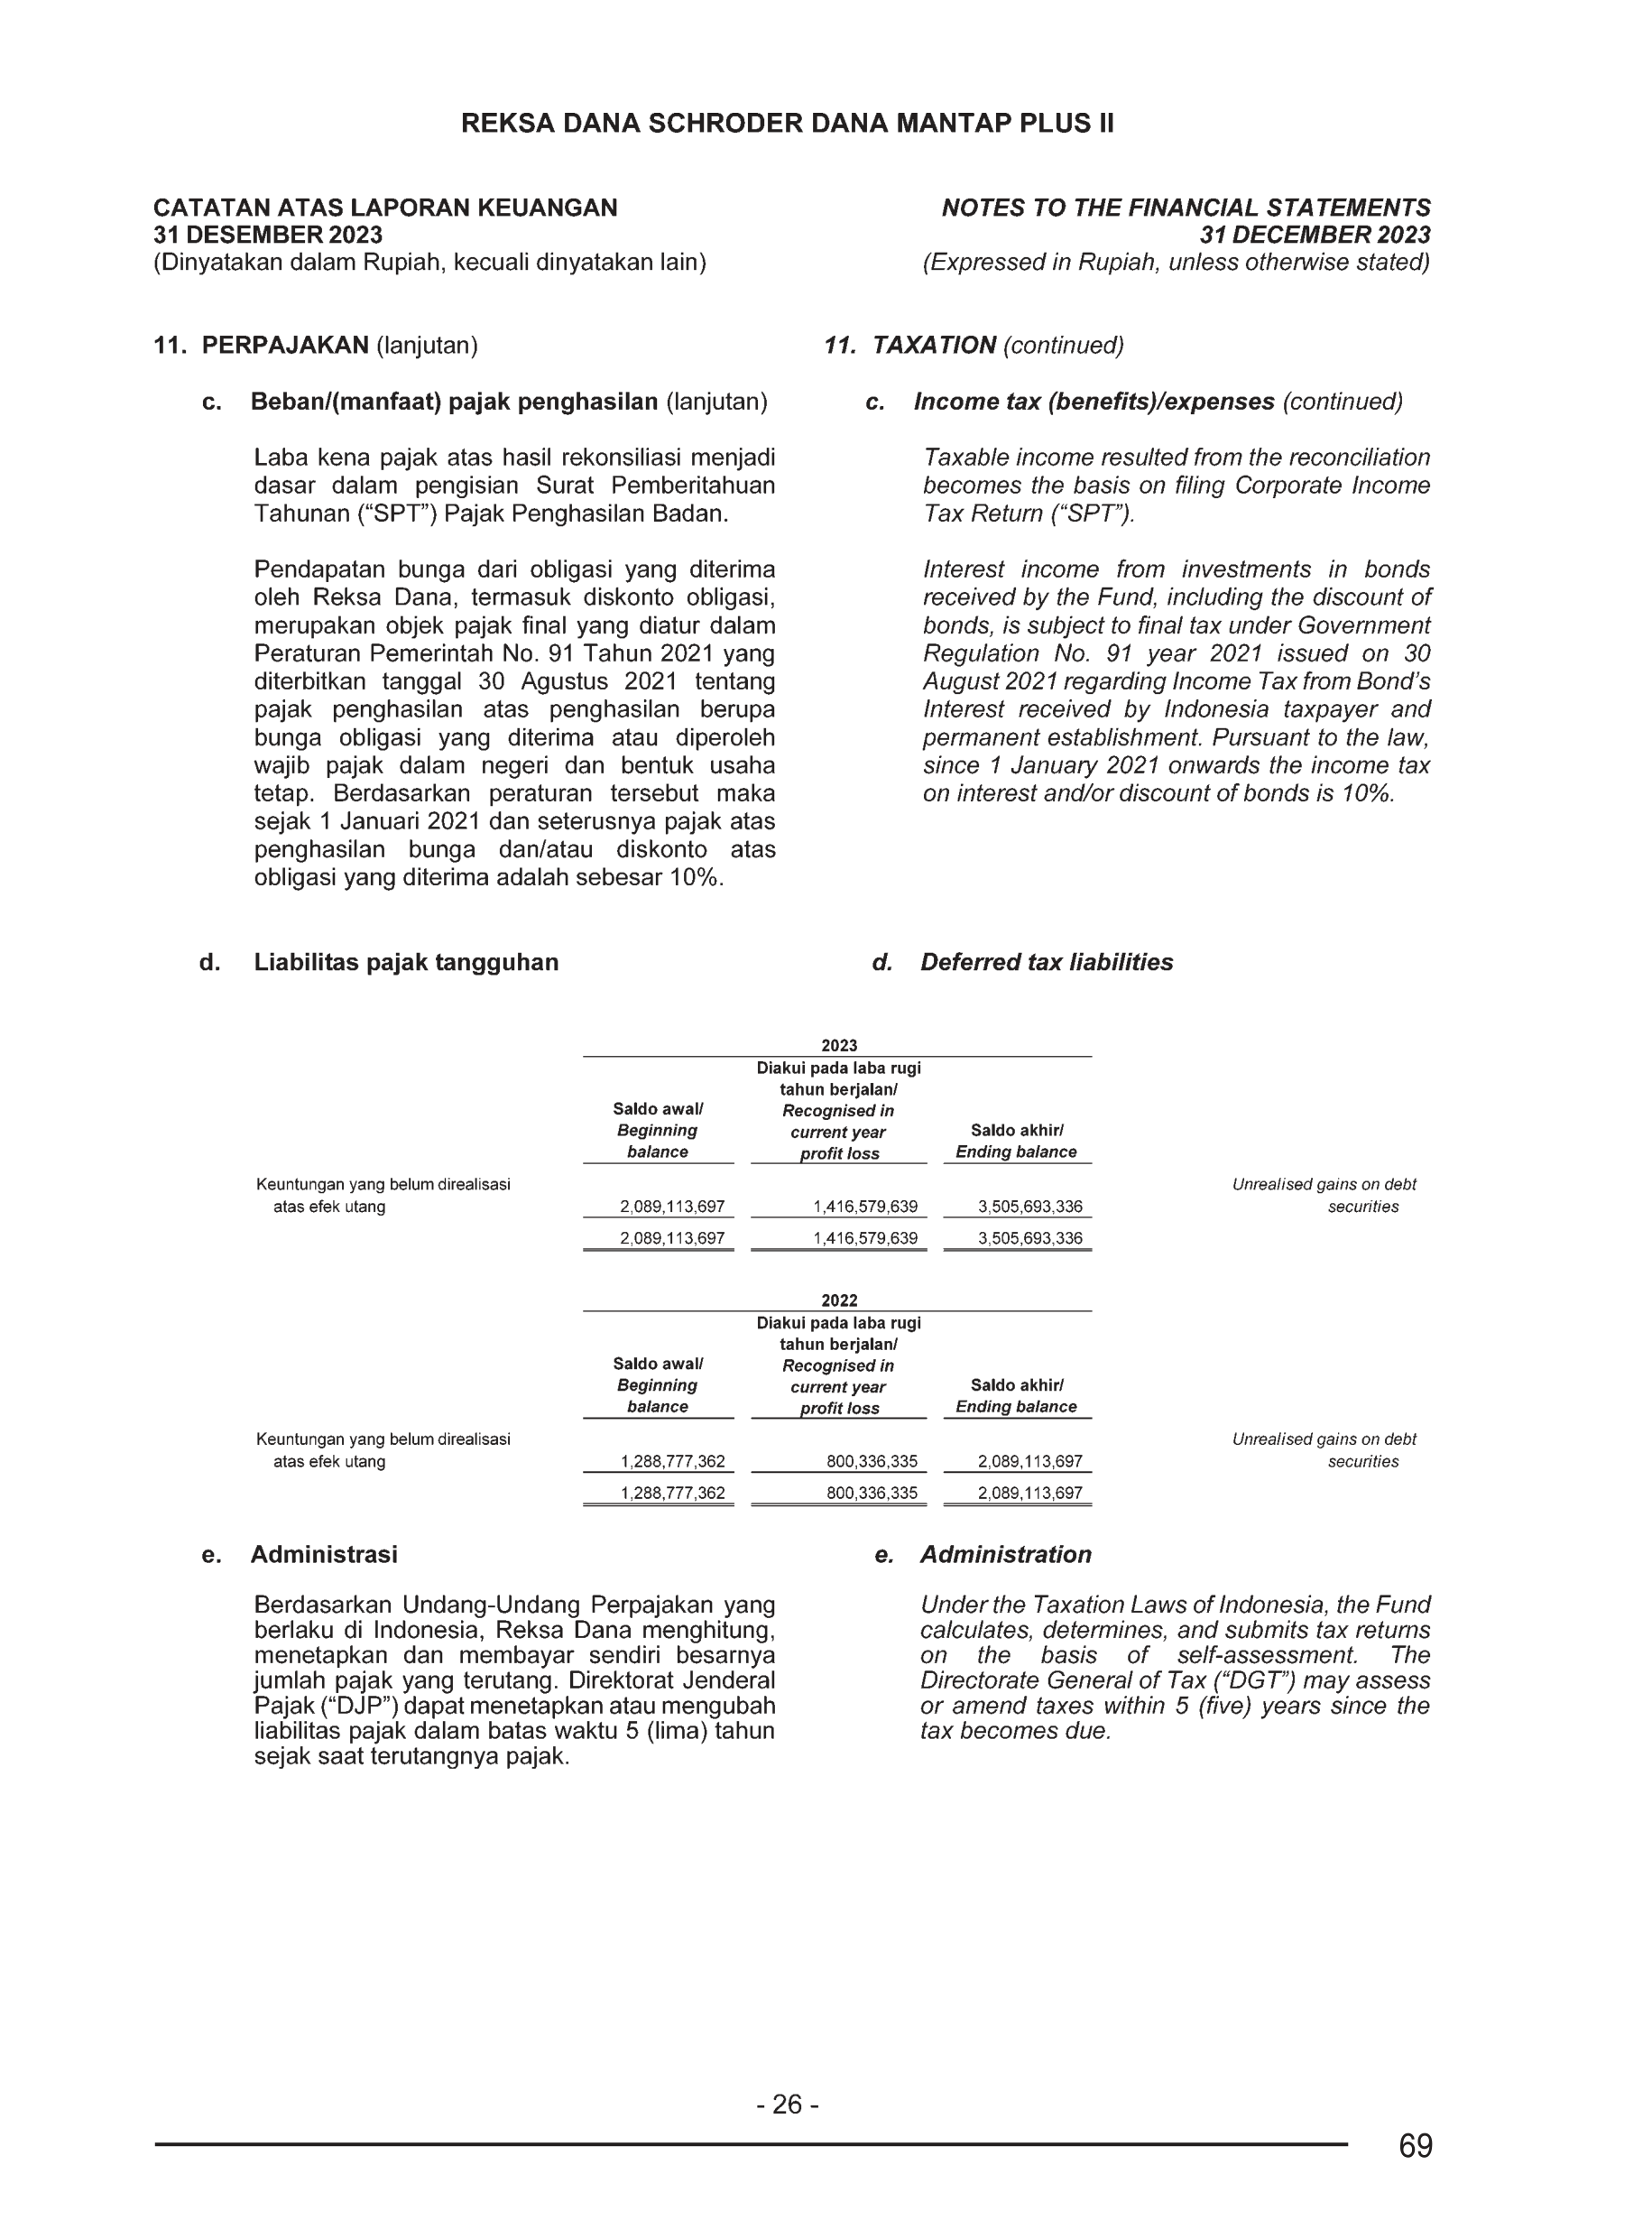 REKSA DANA SCHRODER DANA MANTAP PLUS II
CATATAN ATAS LAPORAN KEUANGAN
31 DESEMBER 2023
(Dinyatakan dalam Rupiah, kecuali dinyatakan lain)
NOTES TO THE FINANCIAL STATEMENTS
31 DECEMBER 2023
(Expressed in Rupiah, unless otherwise stated)
11. PERPAJAKAN (lanjutan)
c. Beban/(manfaat) pajak penghasilan (lanjutan)
Laba kena pajak atas hasil rekonsiliasi menjadi
dasar dalam pengisian Surat Pemberitahuan
Tahunan (“SPT”) Pajak Penghasilan Badan.
Pendapatan bunga dari obligasi yang diterima
oleh Reksa Dana, termasuk diskonto obligasi,
merupakan objek pajak final yang diatur dalam
Peraturan Pemerintah No. 91 Tahun 2021 yang
diterbitkan tanggal 30 Agustus 2021 tentang
pajak penghasilan atas penghasilan berupa
bunga obligasi yang diterima atau diperoleh
wajib pajak dalam negeri dan bentuk usaha
tetap. Berdasarkan peraturan tersebut maka
sejak 1 Januari 2021 dan seterusnya pajak atas
penghasilan bunga dan/atau diskonto atas
obligasi yang diterima adalah sebesar 10%.
11. TAXATION (continued)
c. Income tax (benefits)/expenses (continued)
Taxable income resulted from the reconciliation
becomes the basis on filing Corporate Income
Tax Return (“SPT”).
Interest income from investments in bonds
received by the Fund, including the discount of
bonds, is subject to final tax under Government
Regulation No. 91 year 2021 issued on 30
August 2021 regarding Income Tax from Bond’s
Interest received by Indonesia taxpayer and
permanent establishment. Pursuant to the law,
since 1 January 2021 onwards the income tax
on interest and/or discount of bonds is 10%.
d. Liabilitas pajak tangguhan
d. Deferred tax liabilities
2023
Diakui pada laba rugi
tahun berjalan/
Saldo awal/ Recognised in
Beginning current year Saldo akhir/
balance profit loss Ending balance
Keuntungan yang belum direalisasi Unrealised gains on debt
atas efek utang 2,089,113,697 1,416,579,639 3,505,693,336 securities
2,089,113,697 1,416,579,639 3,505,693,336
2022
Diakui pada laba rugi
tahun berjalan/
Saldo awal/ Recognised in
Beginning current year Saldo akhir/
balance profit loss Ending balance
Keuntungan yang belum direalisasi Unrealised gains on debt
atas efek utang 1,288,777,362 800,336,335 2,089,113,697 securities
1,288,777,362 800,336,335 2,089,113,697
e. Administrasi
Berdasarkan Undang-Undang Perpajakan yang
berlaku di Indonesia, Reksa Dana menghitung,
menetapkan dan membayar sendiri besarnya
jumlah pajak yang terutang. Direktorat Jenderal
Pajak (“DJP”) dapat menetapkan atau mengubah
liabilitas pajak dalam batas waktu 5 (lima) tahun
sejak saat terutangnya pajak.
e. Administration
Under the Taxation Laws of Indonesia, the Fund
calculates, determines, and submits tax returns
on the basis of self-assessment. The
Directorate General of Tax (“DGT”) may assess
or amend taxes within 5 (five) years since the
tax becomes due.
- 26 -
69